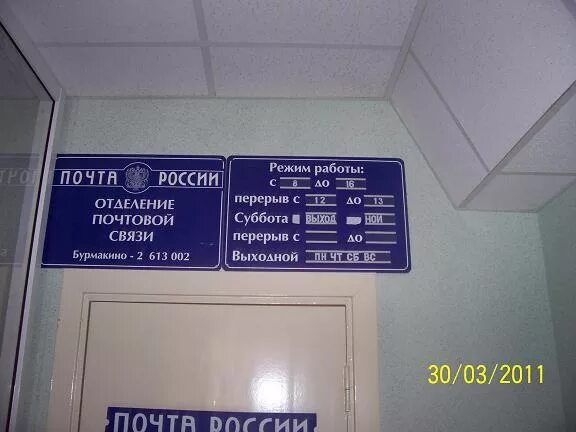 ПОЧТА РОССИИ
ОТДЕЛЕНИЕ
ПОЧТОВОЙ
СВЯЗИ
Бурмакино - 2 613 002
Режим работы:
с 8 до 16
перерыв с 12 до 13
Суббота ВЫХОД НОЙ
перерыв с до
Выходной ПН ЧТ СБ ВС
ПОЧТА РОССИИ
30/03/2011